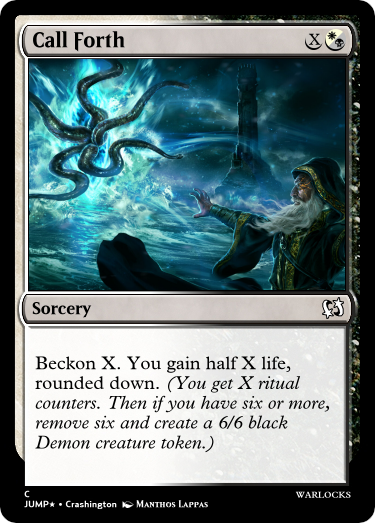 Call Forth X
Sorcery
Beckon X. You gain half X life,
rounded down. (You get X ritual
counters. Then if you have six or more,
remove six and create a 6/6 black
Demon creature token.)
C
JUMP★ • Crashington Manthos Lappas
WARLOCKS